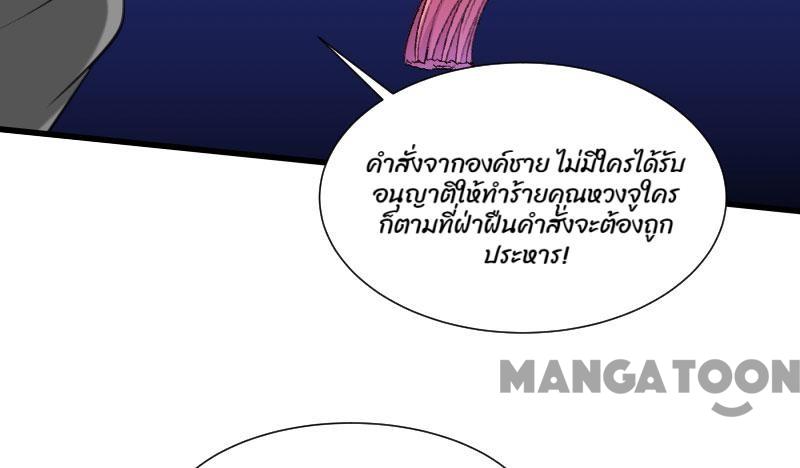 คำสั่งจากองค์ชาย ไม่มีใครได้รับ
อนุญาติให้ทำร้ายคุณหวงจูใคร
ก็ตามที่ฝ่าฝืนคำสั่งจะต้องถูก
ประหาร!
MANGATOON